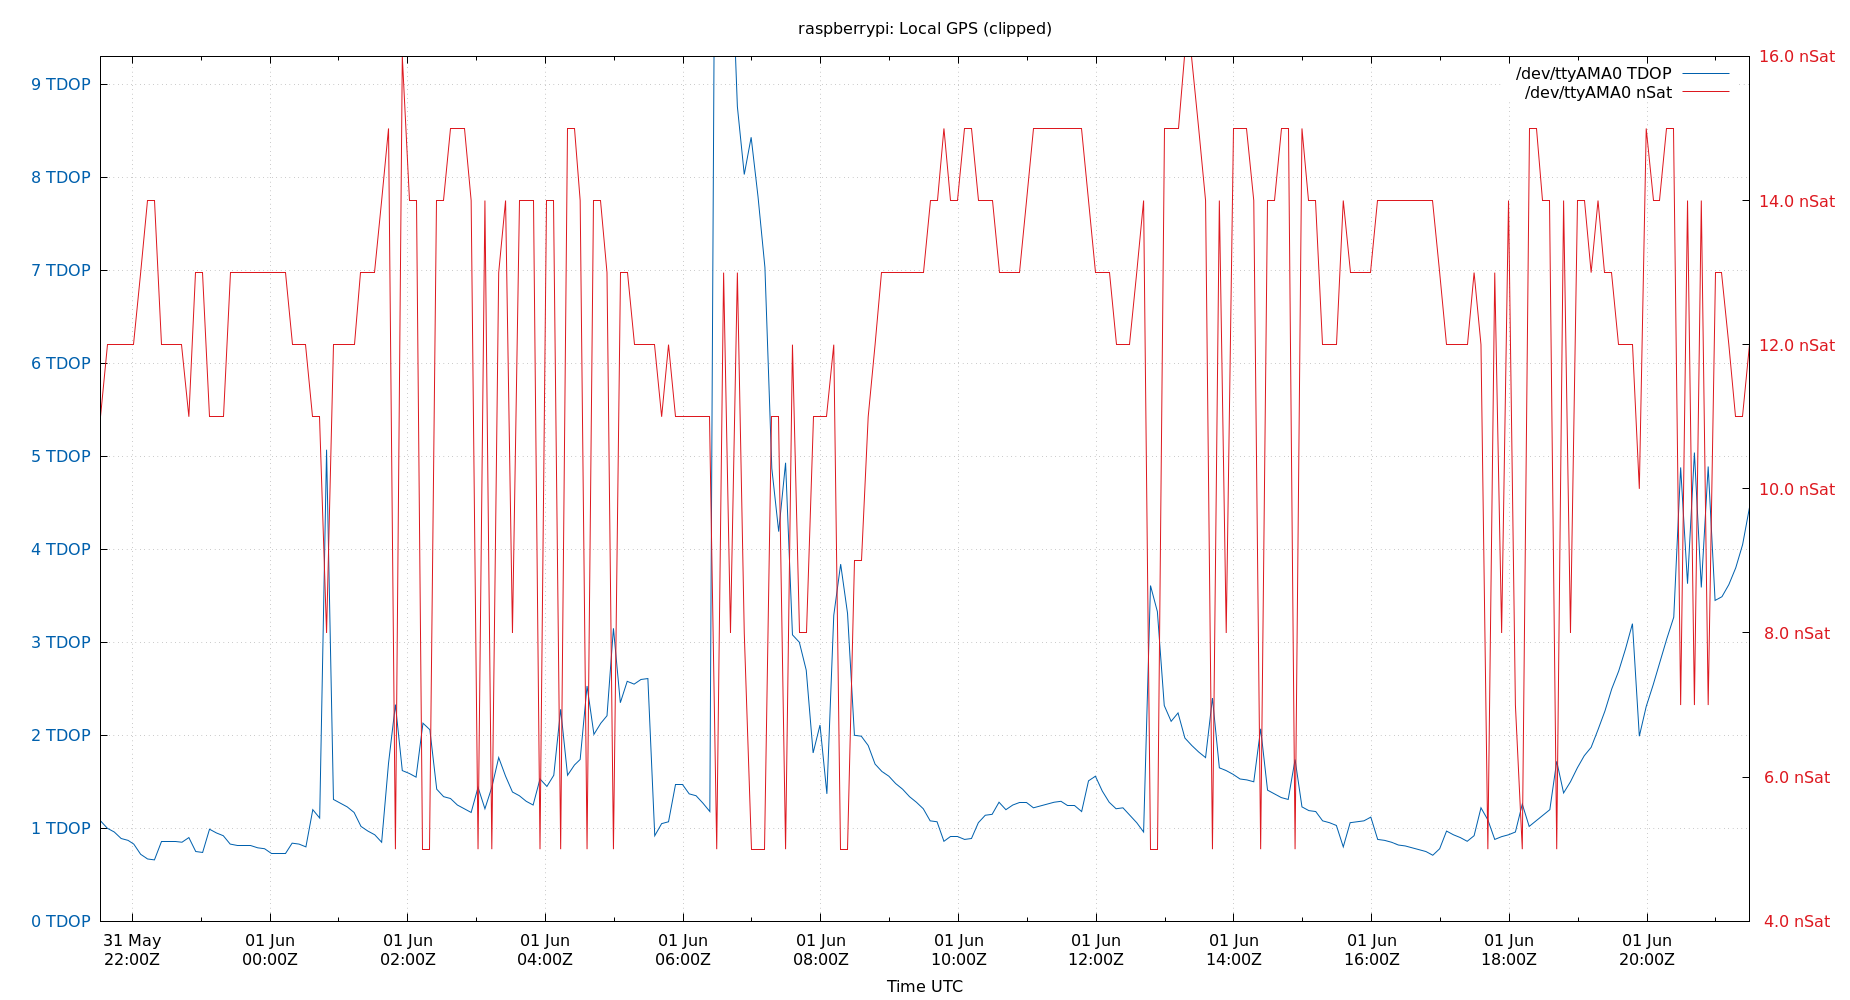 raspberrypi: Local GPS (clipped)
/dev/ttyAMA0 TDOP
/dev/ttyAMA0 nSat
9 TDOP
8 TDOP
7 TDOP
6 TDOP
5 TDOP
4 TDOP
3 TDOP
2 TDOP
1 TDOP
0 TDOP
16.0 nSat
14.0 nSat
12.0 nSat
10.0 nSat
8.0 nSat
6.0 nSat
4.0 nSat
31 May
22:00Z
01 Jun
00:00Z
01 Jun
02:00Z
01 Jun
04:00Z
01 Jun
06:00Z
01 Jun
08:00Z
01 Jun
10:00Z
01 Jun
12:00Z
01 Jun
14:00Z
01 Jun
16:00Z
01 Jun
18:00Z
01 Jun
20:00Z
Time UTC